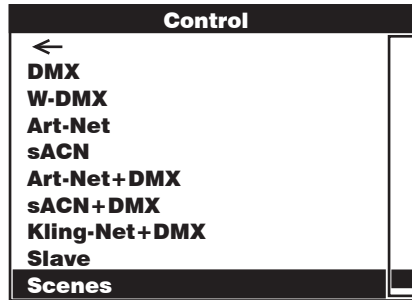 Control
←
DMX
W-DMX
Art-Net
sACN
Art-Net+DMX
sACN+DMX
Kling-Net+DMX
Slave
Scenes